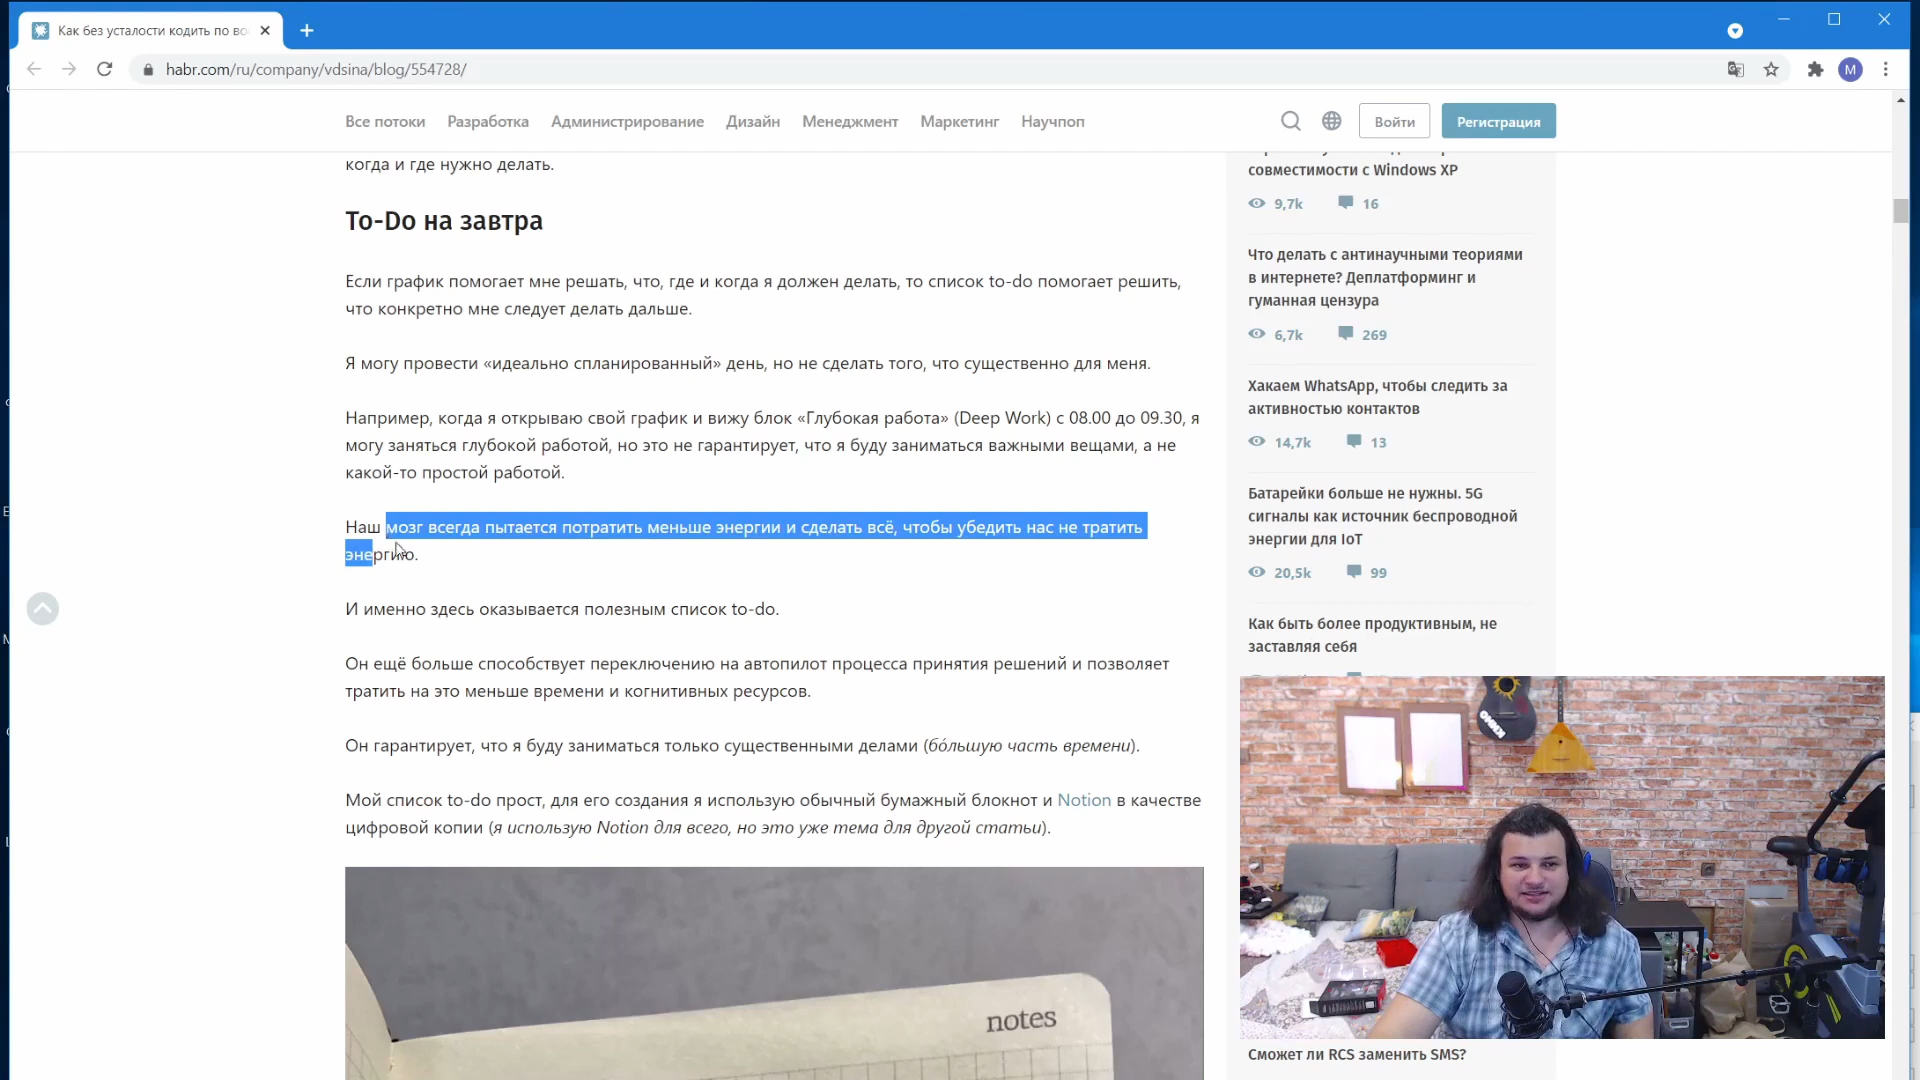 Как без усталости кодить по во
habr.com/ru/company/vdsina/blog/554728/
M
Все потоки Разработка Администрирование Дизайн Менеджмент Маркетинг Научпоп
Войти
Регистрация
когда и где нужно делать.
To-Do на завтра
Если график помогает мне решать, что, где и когда я должен делать, то список to-do помогает решить,
что конкретно мне следует делать дальше.
Я могу провести «идеально спланированный» день, но не сделать того, что существенно для меня.
Например, когда я открываю свой график и вижу блок «Глубокая работа» (Deep Work) с 08.00 до 09.30, я
могу заняться глубокой работой, но это не гарантирует, что я буду заниматься важными вещами, а не
какой-то простой работой.
Наш мозг всегда пытается потратить меньше энергии и сделать всё, чтобы убедить нас не тратить
энергию.
И именно здесь оказывается полезным список to-do.
Он ещё больше способствует переключению на автопилот процесса принятия решений и позволяет
тратить на это меньше времени и когнитивных ресурсов.
Он гарантирует, что я буду заниматься только существенными делами (бо́льшую часть времени).
Мой список to-do прост, для его создания я использую обычный бумажный блокнот и Notion в качестве
цифровой копии (я использую Notion для всего, но это уже тема для другой статьи).
notes
совместимости с Windows XP
9,7k 16
Что делать с антинаучными теориями
в интернете? Деплатформинг и
гуманная цензура
6,7k 269
Хакаем WhatsApp, чтобы следить за
активностью контактов
14,7k 13
Батарейки больше не нужны. 5G
сигналы как источник беспроводной
энергии для IoT
20,5k 99
Как быть более продуктивным, не
заставляя себя
Сможет ли RCS заменить SMS?